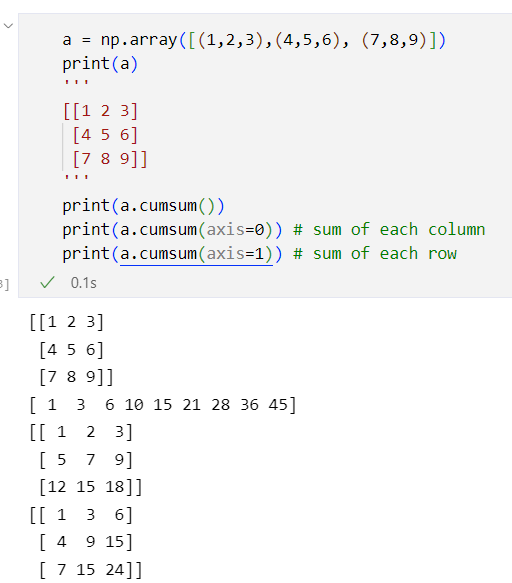 a = np.array([(1,2,3),(4,5,6), (7,8,9)])
print(a)
'''
[[1 2 3]
 [4 5 6]
 [7 8 9]]
'''
print(a.cumsum())
print(a.cumsum(axis=0)) # sum of each column
print(a.cumsum(axis=1)) # sum of each row
] ✓ 0.1s
[[1 2 3]
 [4 5 6]
 [7 8 9]]
[ 1  3  6 10 15 21 28 36 45]
[[ 1  2  3]
 [ 5  7  9]
 [12 15 18]]
[[ 1  3  6]
 [ 4  9 15]
 [ 7 15 24]]